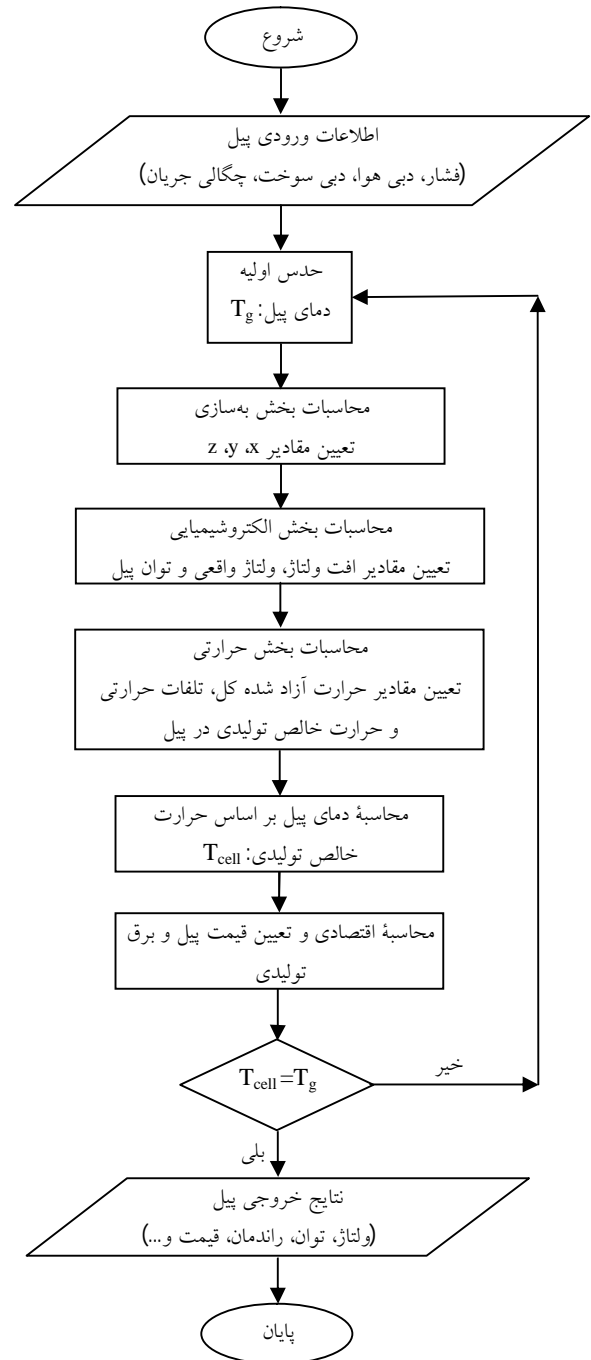 شروع
اطلاعات ورودی پیل
(فشار، دبی هوا، دبی سوخت، چگالی جریان)
حدس اولیه
دمای پیل: Tg
محاسبات بخش به‌سازی
تعیین مقادیر x، y، z
محاسبات بخش الکتروشیمیایی
تعیین مقادیر افت ولتاژ، ولتاژ واقعی و توان پیل
محاسبات بخش حرارتی
تعیین مقادیر حرارت آزاد شده کل، تلفات حرارتی
و حرارت خالص تولیدی در پیل
محاسبهٔ دمای پیل بر اساس حرارت
خالص تولیدی: Tcell
محاسبهٔ اقتصادی و تعیین قیمت پیل و برق
تولیدی
Tcell=Tg
خیر
بلی
نتایج خروجی پیل
(ولتاژ، توان، راندمان، قیمت و...)
پایان